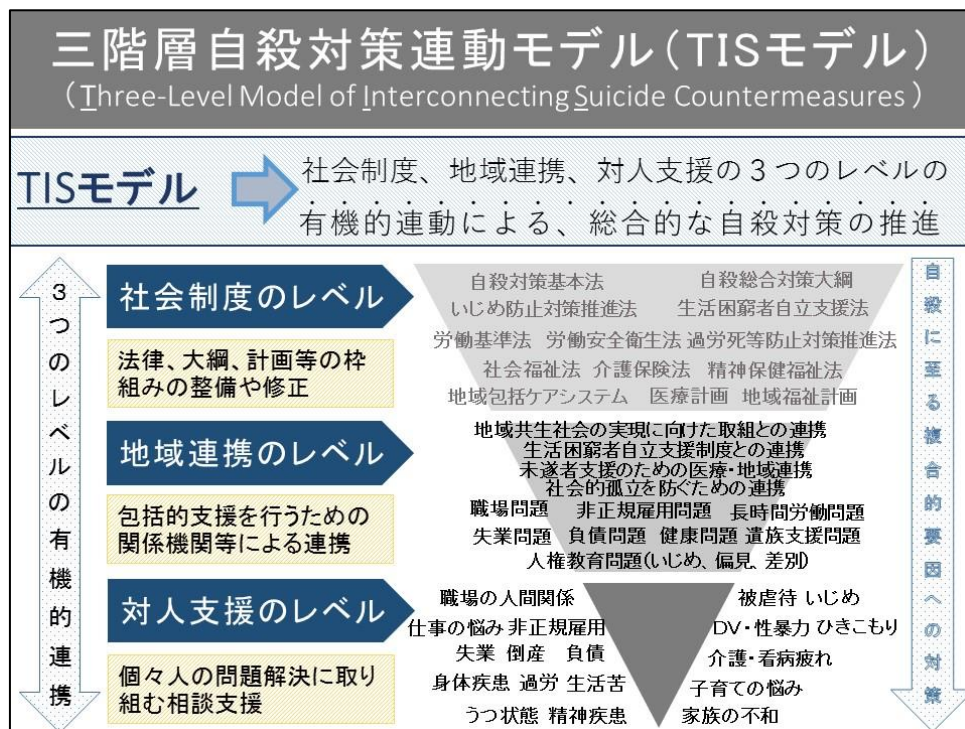 三階層自殺対策連動モデル(TISモデル)
(Three-Level Model of Interconnecting Suicide Countermeasures)
TISモデル
社会制度、地域連携、対人支援の3つのレベルの
有機的連動による、総合的な自殺対策の推進
3つのレベルの有機的連携
社会制度のレベル
法律、大綱、計画等の枠
組みの整備や修正
自殺対策基本法 自殺総合対策大綱
いじめ防止対策推進法 生活困窮者自立支援法
労働基準法 労働安全衛生法 過労死等防止対策推進法
社会福祉法 介護保険法 精神保健福祉法
地域包括ケアシステム 医療計画 地域福祉計画
地域連携のレベル
包括的支援を行うための
関係機関等による連携
地域共生社会の実現に向けた取組との連携
生活困窮者自立支援制度との連携
未遂者支援のための医療・地域連携
社会的孤立を防ぐための連携
職場問題 非正規雇用問題 長時間労働問題
失業問題 負債問題 健康問題 遺族支援問題
人権教育問題(いじめ、偏見、差別)
対人支援のレベル
個々人の問題解決に取り
組む相談支援
職場の人間関係 被虐待 いじめ
仕事の悩み 非正規雇用 DV・性暴力 ひきこもり
失業 倒産 負債 介護・看病疲れ
身体疾患 過労 生活苦 子育ての悩み
うつ状態 精神疾患 家族の不和
自殺に至る複合的要因への対策